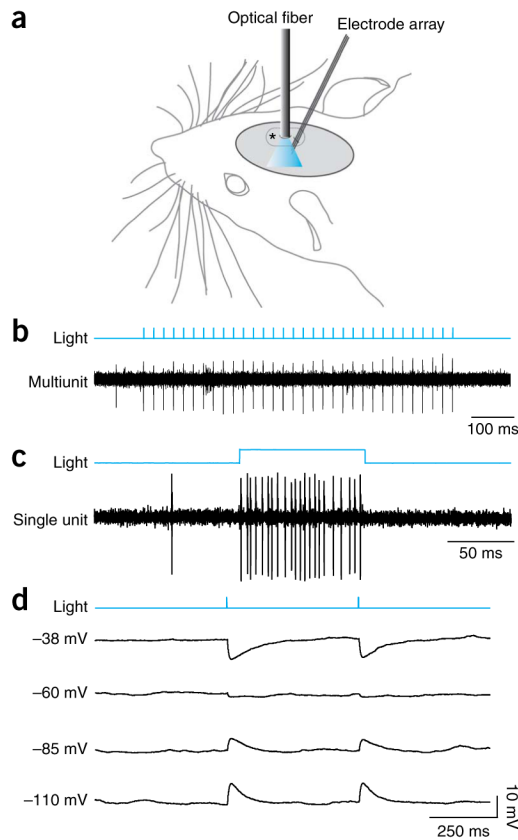 a
Optical fiber
Electrode array
*
b
Light
Multiunit
100 ms
c
Light
Single unit
50 ms
d
Light
–38 mV
–60 mV
–85 mV
–110 mV
10 mV
250 ms